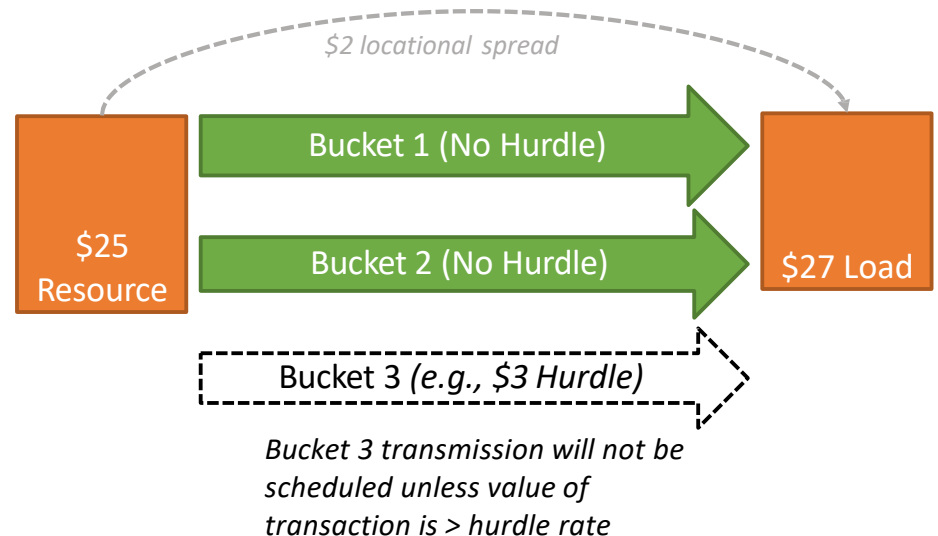 $2 locational spread
Bucket 1 (No Hurdle)
$25
Resource
Bucket 2 (No Hurdle)
$27 Load
Bucket 3 (e.g., $3 Hurdle)
Bucket 3 transmission will not be
scheduled unless value of
transaction is > hurdle rate